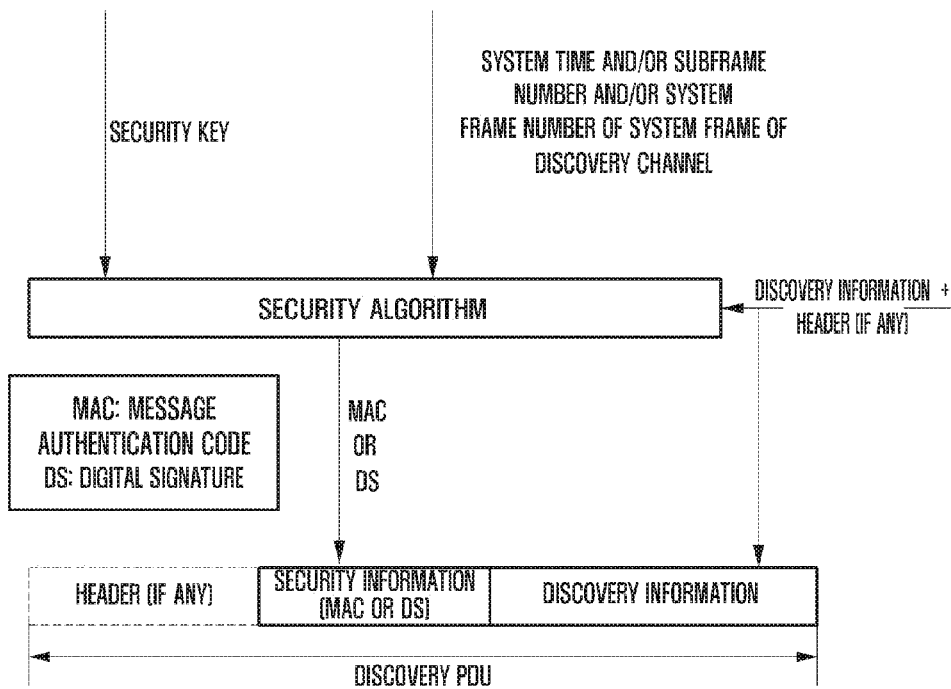 SYSTEM TIME AND/OR SUBFRAME
NUMBER AND/OR SYSTEM
FRAME NUMBER OF SYSTEM FRAME OF
DISCOVERY CHANNEL
SECURITY KEY
SECURITY ALGORITHM
DISCOVERY INFORMATION +
HEADER (IF ANY)
MAC: MESSAGE
AUTHENTICATION CODE
DS: DIGITAL SIGNATURE
MAC
OR
DS
HEADER (IF ANY)
SECURITY INFORMATION
(MAC OR DS)
DISCOVERY INFORMATION
DISCOVERY PDU